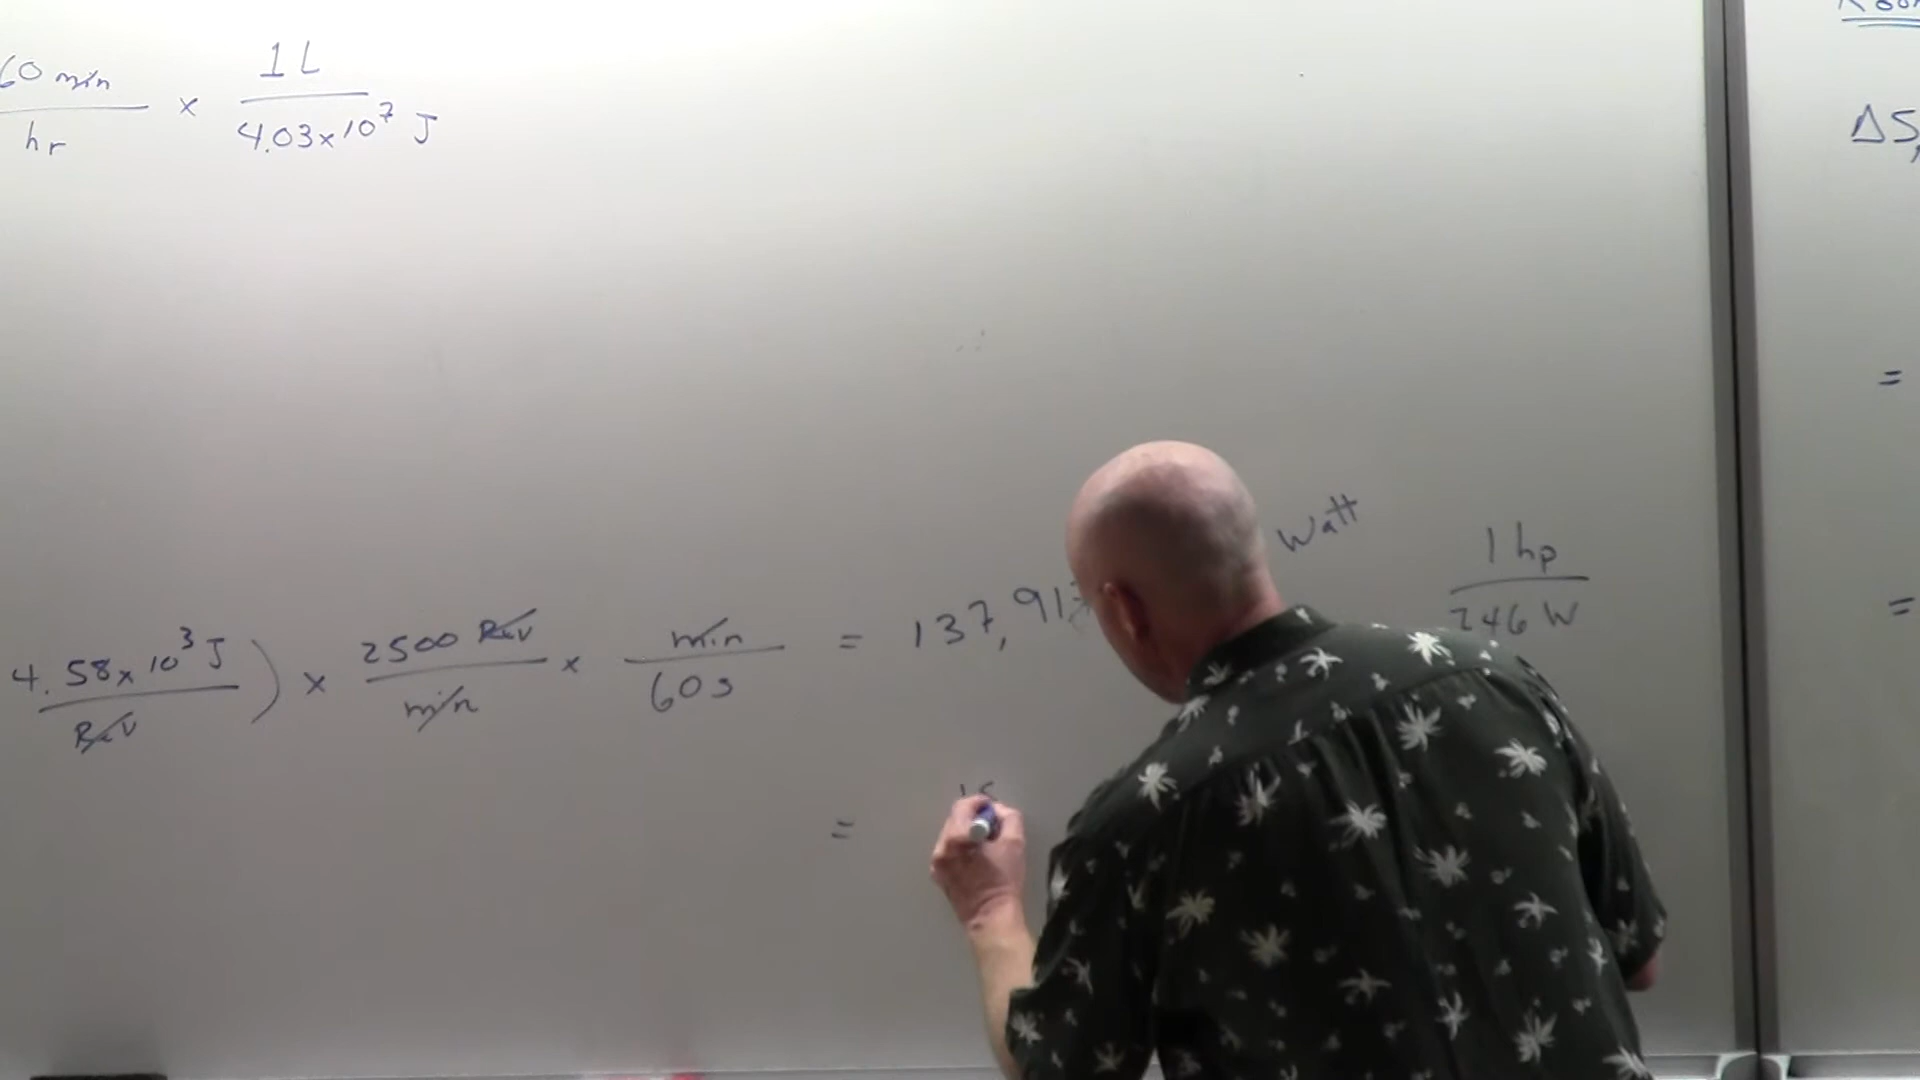 60 min × 1 L
hr 4.03 × 10⁷ J
ΔS
=
Watt
1 hp
746 W
4.58 × 10³ J ) × 2500 Rev × min = 137,91
Rev min 60 s
=
=